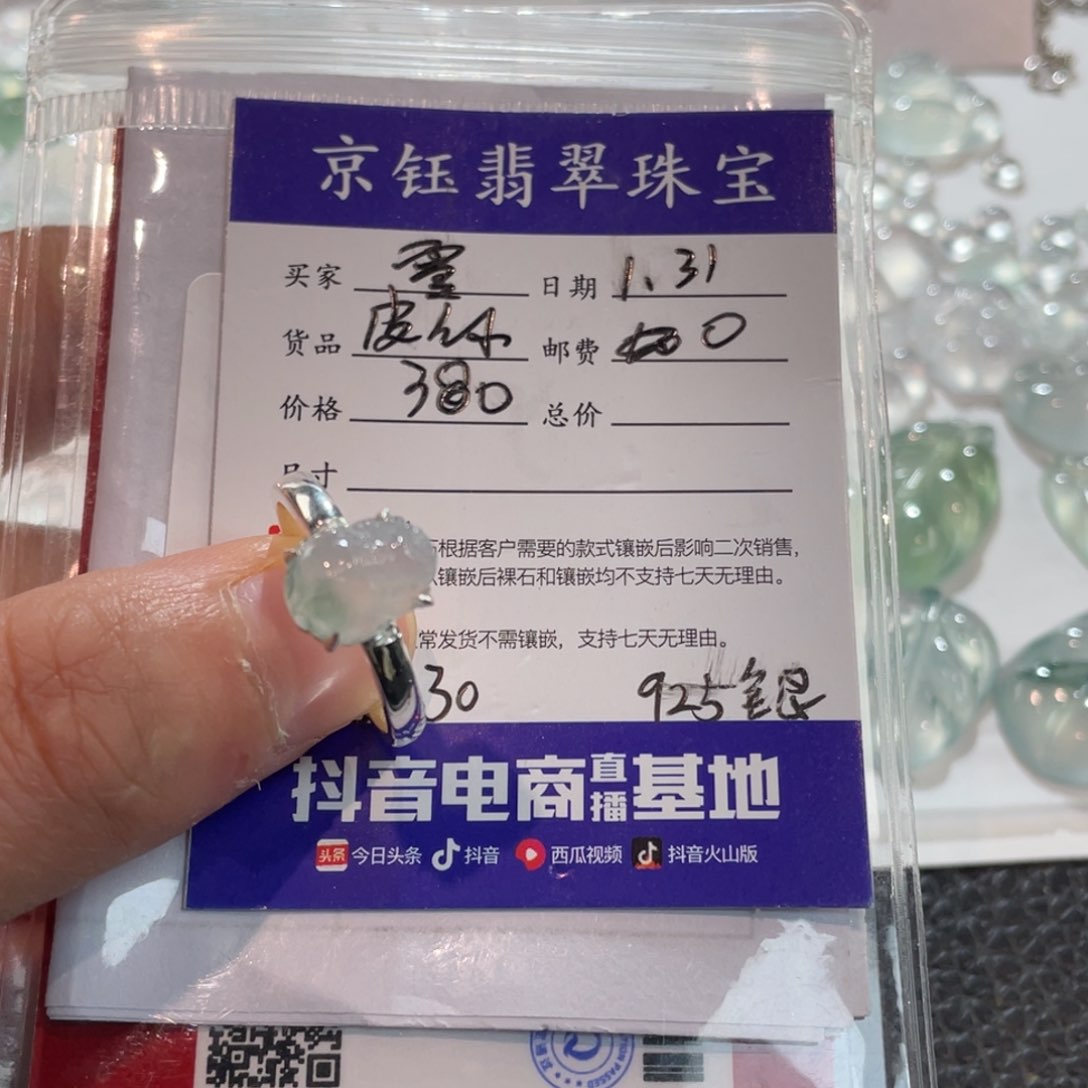 京钰翡翠珠宝
买家 日期 1.31
货品 邮费 0
价格 380 总价
尺寸
根据客户需要的款式镶嵌后影响二次销售,
镶嵌后裸石和镶嵌均不支持七天无理由。
常发货不需镶嵌,支持七天无理由。
30 925银
抖音电商直播基地
头条 今日头条 抖音 西瓜视频 抖音火山版